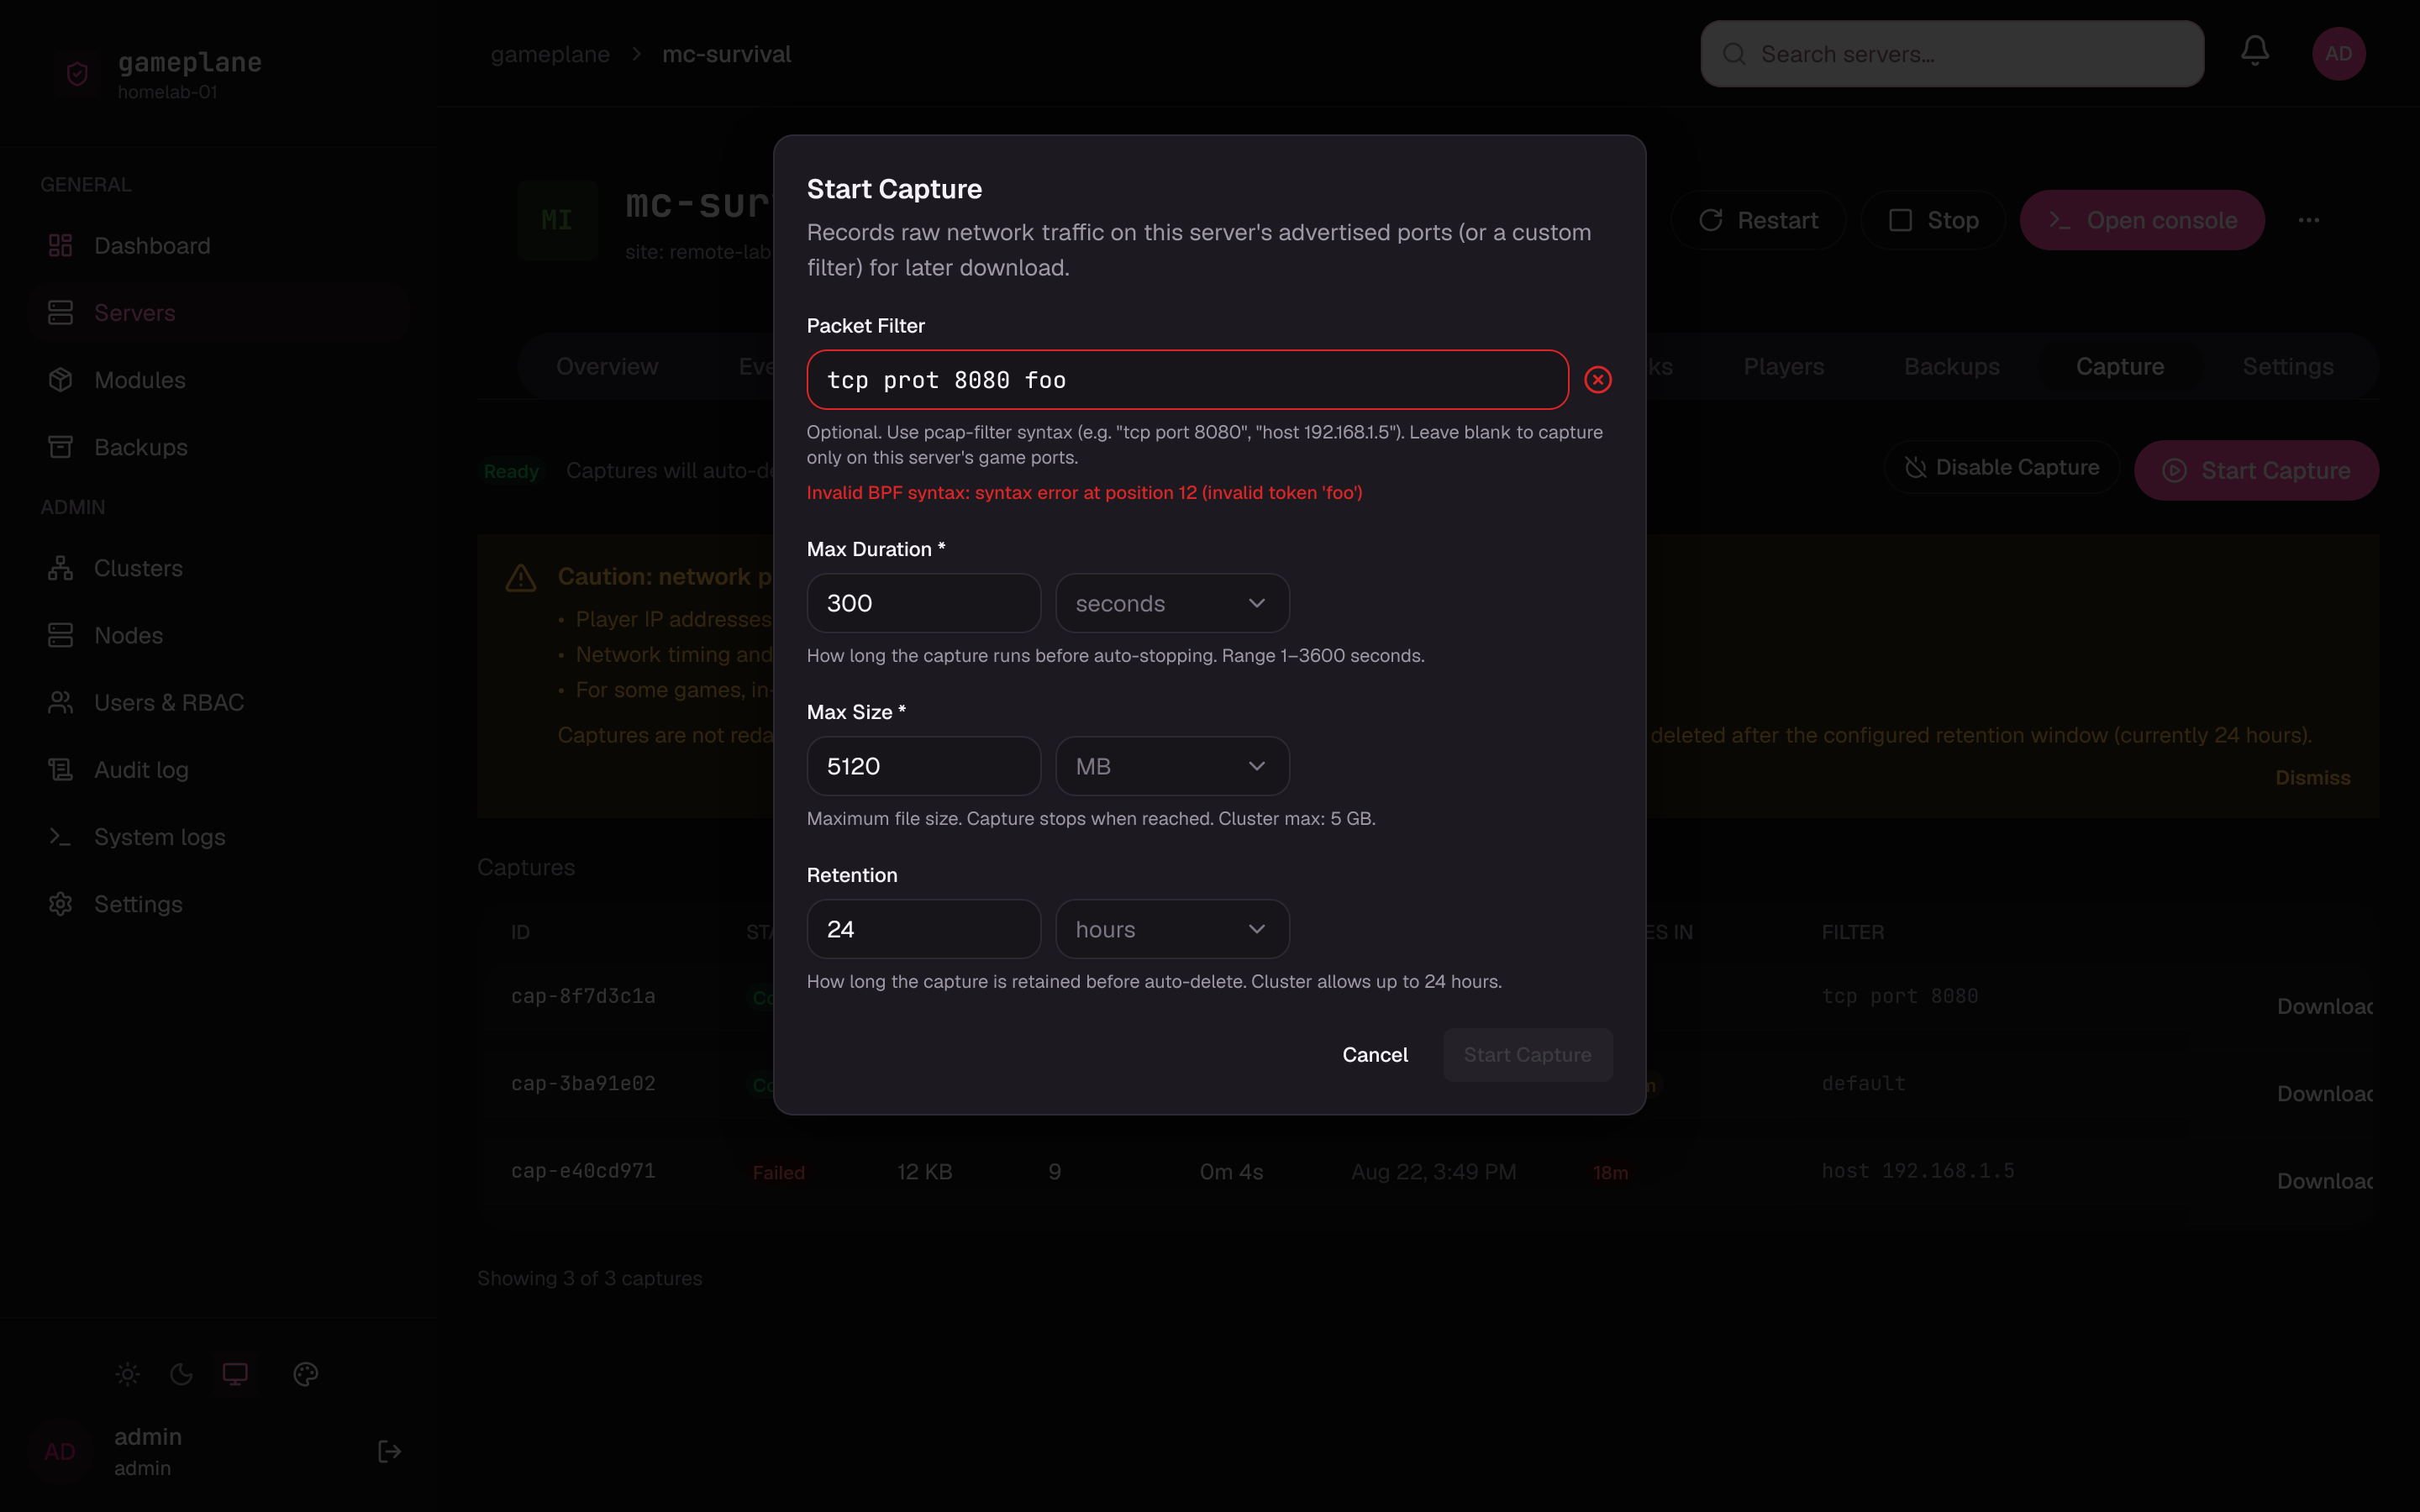 gameplane
homelab-01
gameplane > mc-survival
Search servers...
AD
GENERAL
Dashboard
Servers
Modules
Backups
ADMIN
Clusters
Nodes
Users & RBAC
Audit log
System logs
Settings
AD
admin
admin
MI
mc-sur
site: remote-lab
Restart
Stop
Open console
Overview
Players
Backups
Capture
Settings
Ready
Captures will auto-de
Disable Capture
Start Capture
Caution: network p
• Player IP addresses
• Network timing and
• For some games, in-
Captures are not reda
deleted after the configured retention window (currently 24 hours).
Dismiss
Captures
ID
FILTER
cap-8f7d3c1a
tcp port 8080
Download
cap-3ba91e02
default
Download
cap-e40cd971
Failed
12 KB
9
0m 4s
Aug 22, 3:49 PM
18m
host 192.168.1.5
Download
Showing 3 of 3 captures
Start Capture
Records raw network traffic on this server's advertised ports (or a custom
filter) for later download.
Packet Filter
tcp prot 8080 foo
Optional. Use pcap-filter syntax (e.g. "tcp port 8080", "host 192.168.1.5"). Leave blank to capture
only on this server's game ports.
Invalid BPF syntax: syntax error at position 12 (invalid token 'foo')
Max Duration *
300
seconds
How long the capture runs before auto-stopping. Range 1–3600 seconds.
Max Size *
5120
MB
Maximum file size. Capture stops when reached. Cluster max: 5 GB.
Retention
24
hours
How long the capture is retained before auto-delete. Cluster allows up to 24 hours.
Cancel
Start Capture